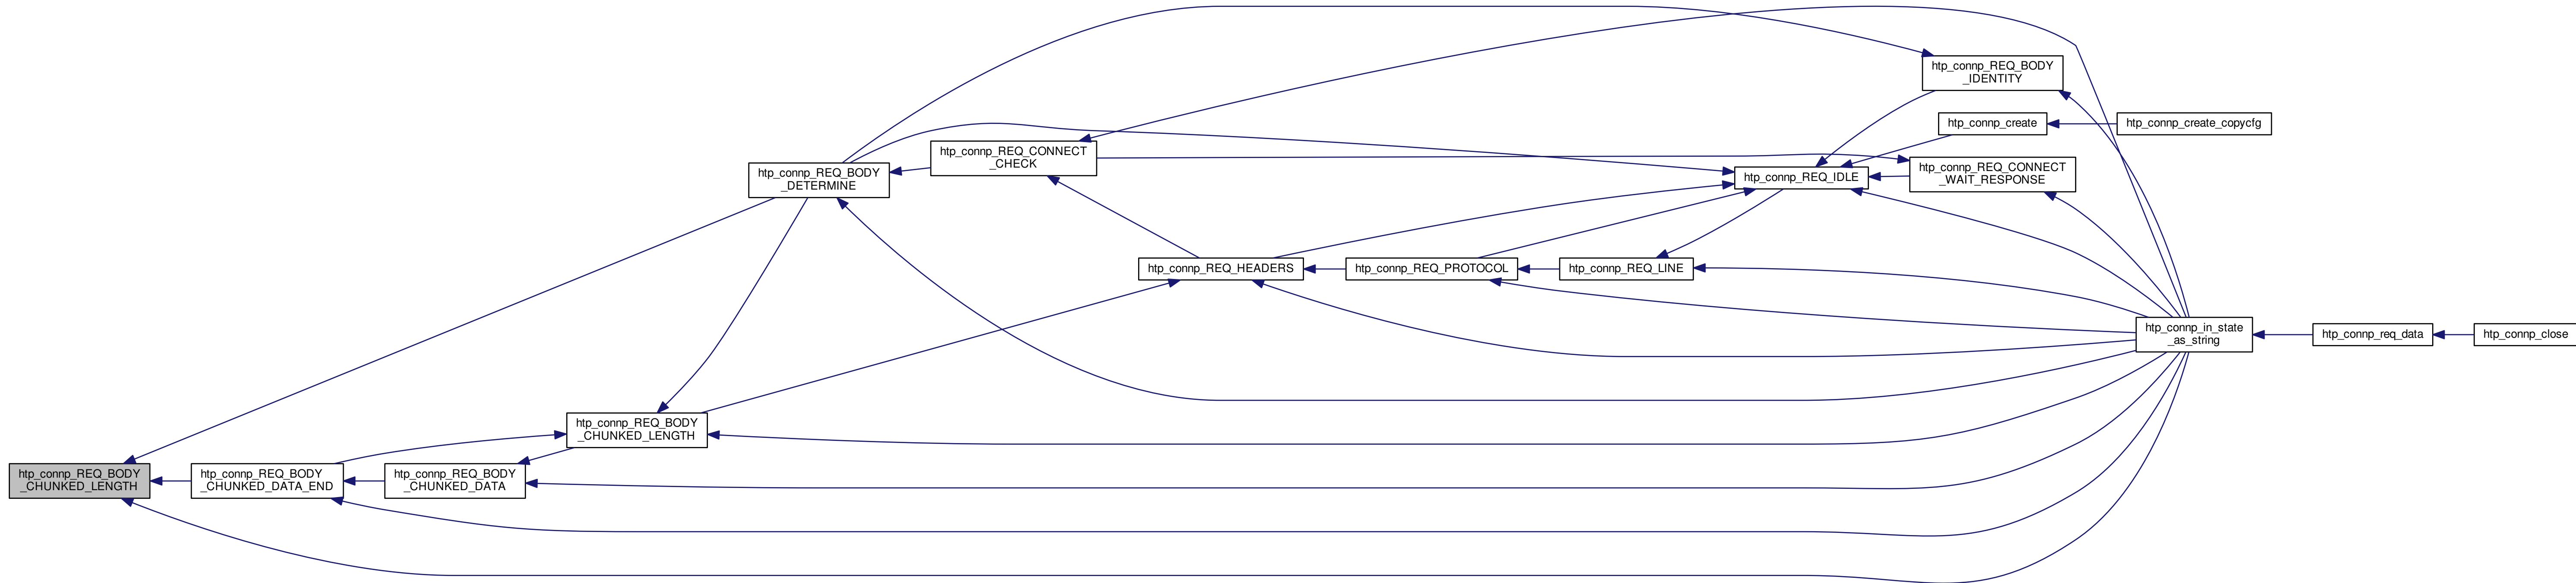 htp_connp_REQ_BODY
_IDENTITY
htp_connp_create
htp_connp_create_copycfg
htp_connp_REQ_CONNECT
_CHECK
htp_connp_REQ_BODY
_DETERMINE
htp_connp_REQ_IDLE
htp_connp_REQ_CONNECT
_WAIT_RESPONSE
htp_connp_REQ_HEADERS
htp_connp_REQ_PROTOCOL
htp_connp_REQ_LINE
htp_connp_in_state
_as_string
htp_connp_req_data
htp_connp_close
htp_connp_REQ_BODY
_CHUNKED_LENGTH
htp_connp_REQ_BODY
_CHUNKED_LENGTH
htp_connp_REQ_BODY
_CHUNKED_DATA_END
htp_connp_REQ_BODY
_CHUNKED_DATA